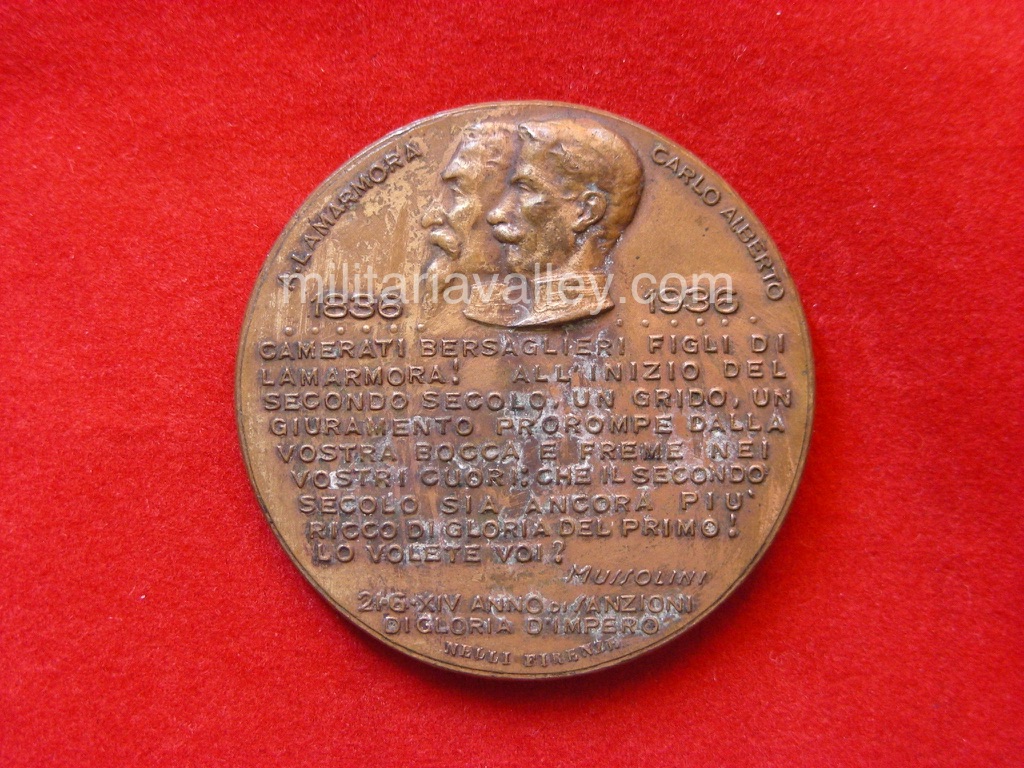 A. LAMARMORA
CARLO ALBERTO
militariavalley.com
1836 1936
CAMERATI BERSAGLIERI FIGLI DI
LAMARMORA! ALL'INIZIO DEL
SECONDO SECOLO, UN GRIDO, UN
GIURAMENTO PROROMPE DALLA
VOSTRA BOCCA E FREME NEI
VOSTRI CUORI: CHE IL SECONDO
SECOLO SIA ANCORA PIU'
RICCO DI GLORIA DEL PRIMO!
LO VOLETE VOI?
MUSSOLINI
XIV ANNO DI SANZIONI
DI GLORIA D'IMPERO
NELLI FIRENZE